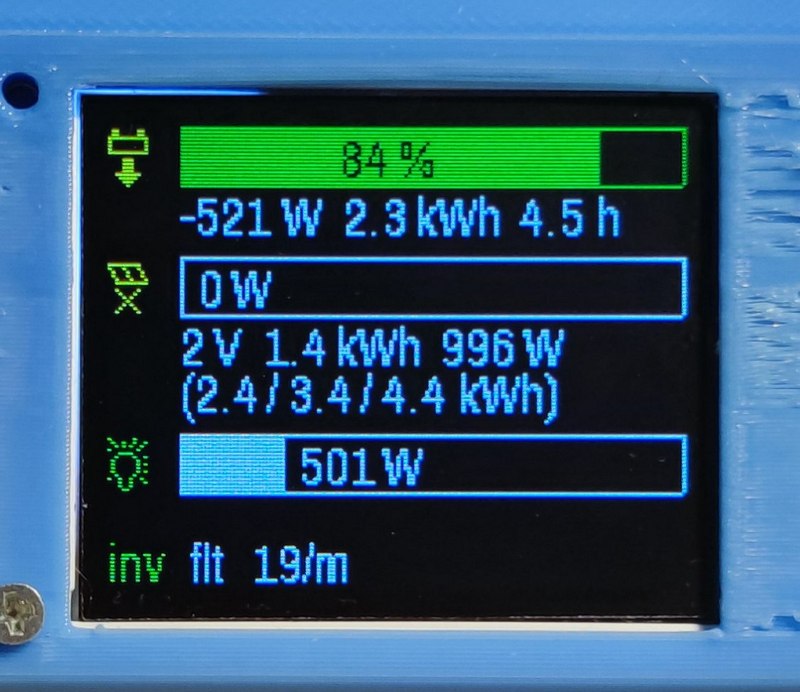 84 %
-521 W 2.3 kWh 4.5 h
0 W
2 V 1.4 kWh 996 W
(2.4/3.4/4.4 kWh)
501 W
inv flt 19/m